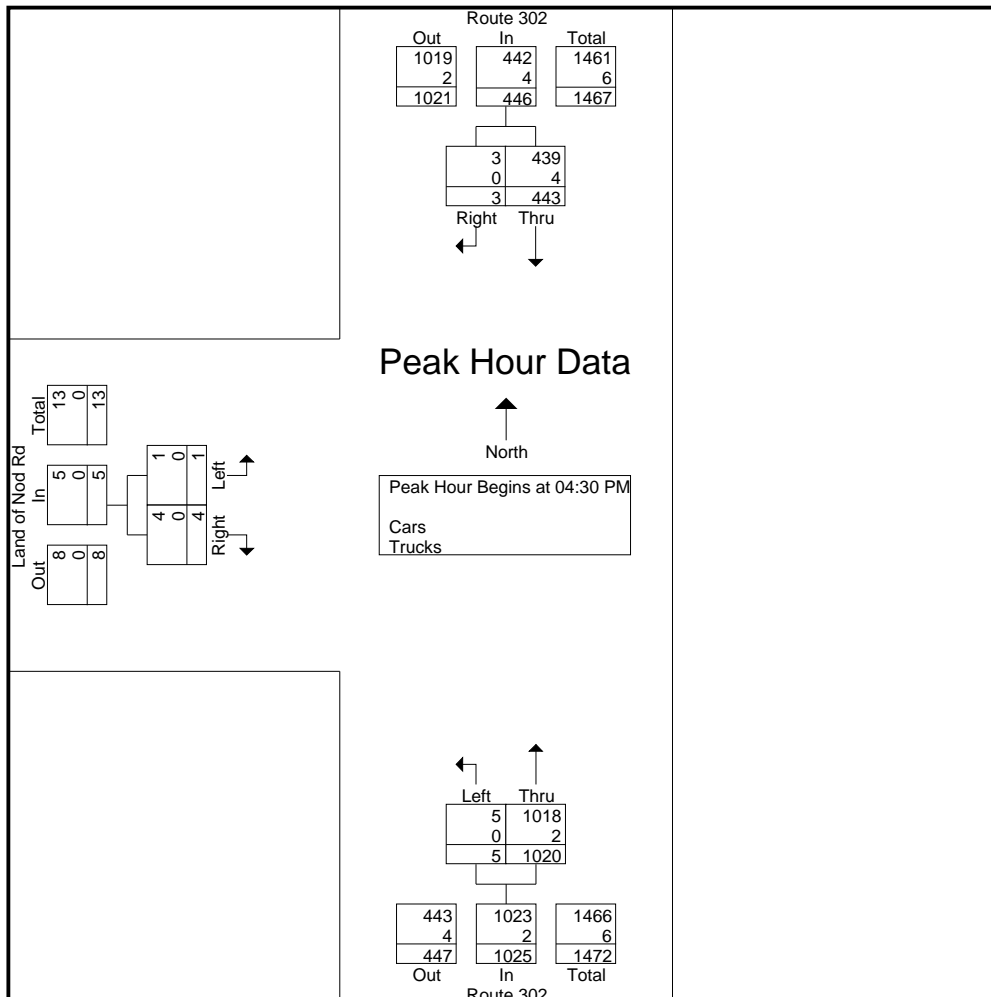 Route 302
Out In Total
1019 442 1461
2 4 6
1021 446 1467
3 439
0 4
3 443
Right Thru
Peak Hour Data
North
Peak Hour Begins at 04:30 PM
Cars
Trucks
Land of Nod Rd
Out In Total
8 5 13
0 0 0
8 5 13
Right Left
4 1
0 0
4 1
Left Thru
5 1018
0 2
5 1020
443 1023 1466
4 2 6
447 1025 1472
Out In Total
Route 302